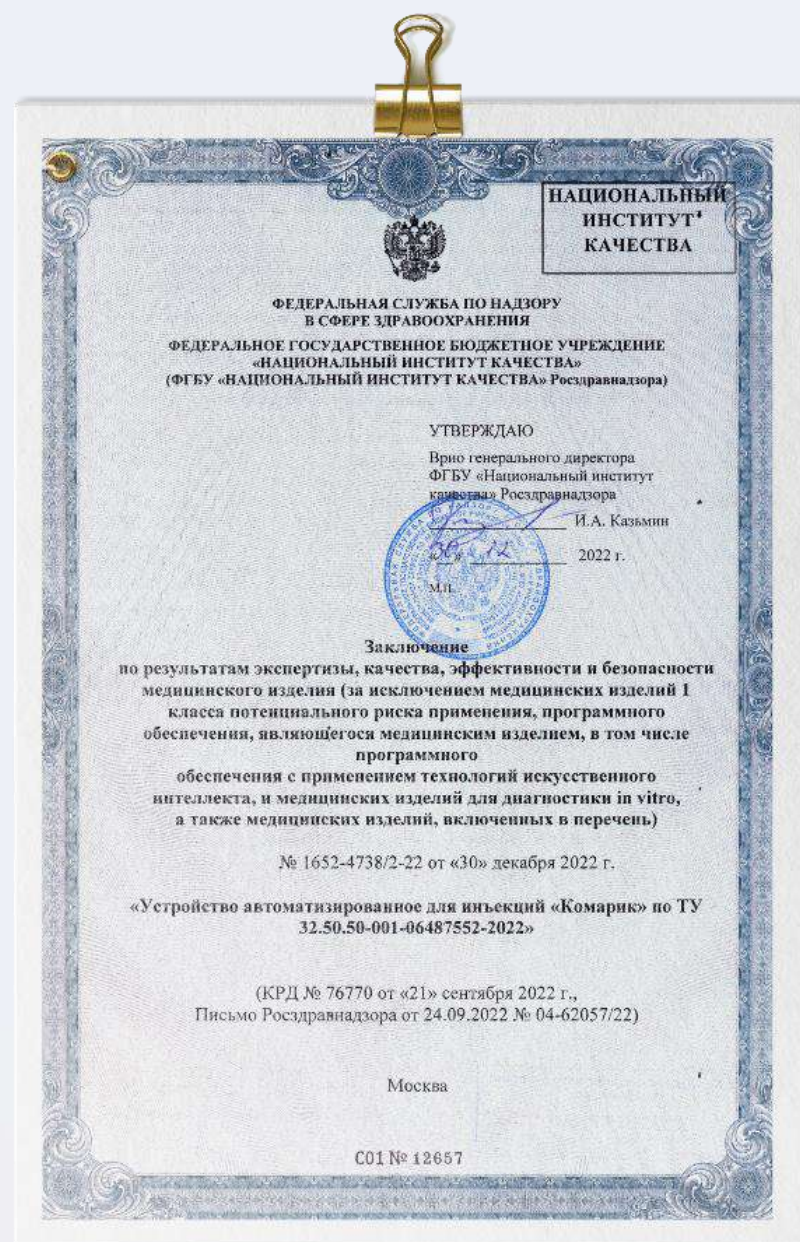 НАЦИОНАЛЬНЫЙ
ИНСТИТУТ
КАЧЕСТВА
ФЕДЕРАЛЬНАЯ СЛУЖБА ПО НАДЗОРУ
В СФЕРЕ ЗДРАВООХРАНЕНИЯ
ФЕДЕРАЛЬНОЕ ГОСУДАРСТВЕННОЕ БЮДЖЕТНОЕ УЧРЕЖДЕНИЕ
«НАЦИОНАЛЬНЫЙ ИНСТИТУТ КАЧЕСТВА»
(ФГБУ «НАЦИОНАЛЬНЫЙ ИНСТИТУТ КАЧЕСТВА» Росздравнадзора)
УТВЕРЖДАЮ
Врио генерального директора
ФГБУ «Национальный институт
качества» Росздравнадзора
И.А. Казьмин
«30» 12 2022 г.
М.П.
Заключение
по результатам экспертизы, качества, эффективности и безопасности
медицинского изделия (за исключением медицинских изделий 1
класса потенциального риска применения, программного
обеспечения, являющегося медицинским изделием, в том числе
программного
обеспечения с применением технологий искусственного
интеллекта, и медицинских изделий для диагностики in vitro,
а также медицинских изделий, включенных в перечень)
№ 1652-4738/2-22 от «30» декабря 2022 г.
«Устройство автоматизированное для инъекций «Комарик» по ТУ
32.50.50-001-06487552-2022»
(КРД № 76770 от «21» сентября 2022 г.,
Письмо Росздравнадзора от 24.09.2022 № 04-62057/22)
Москва
С01 № 12657